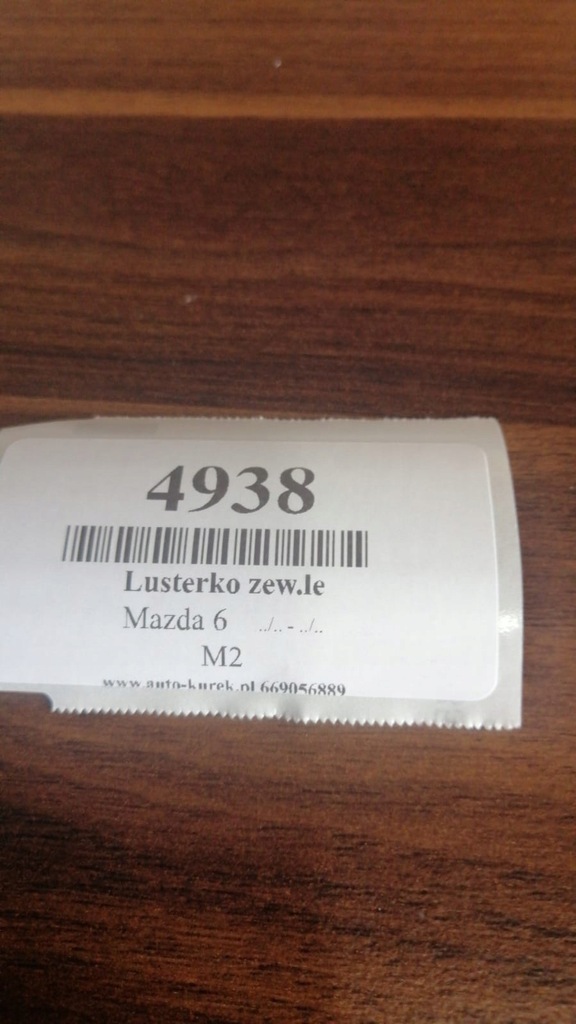 4938
Lusterko zew.le
Mazda 6 ../.. - ../..
M2
www.auto-kurek.pl 669056889